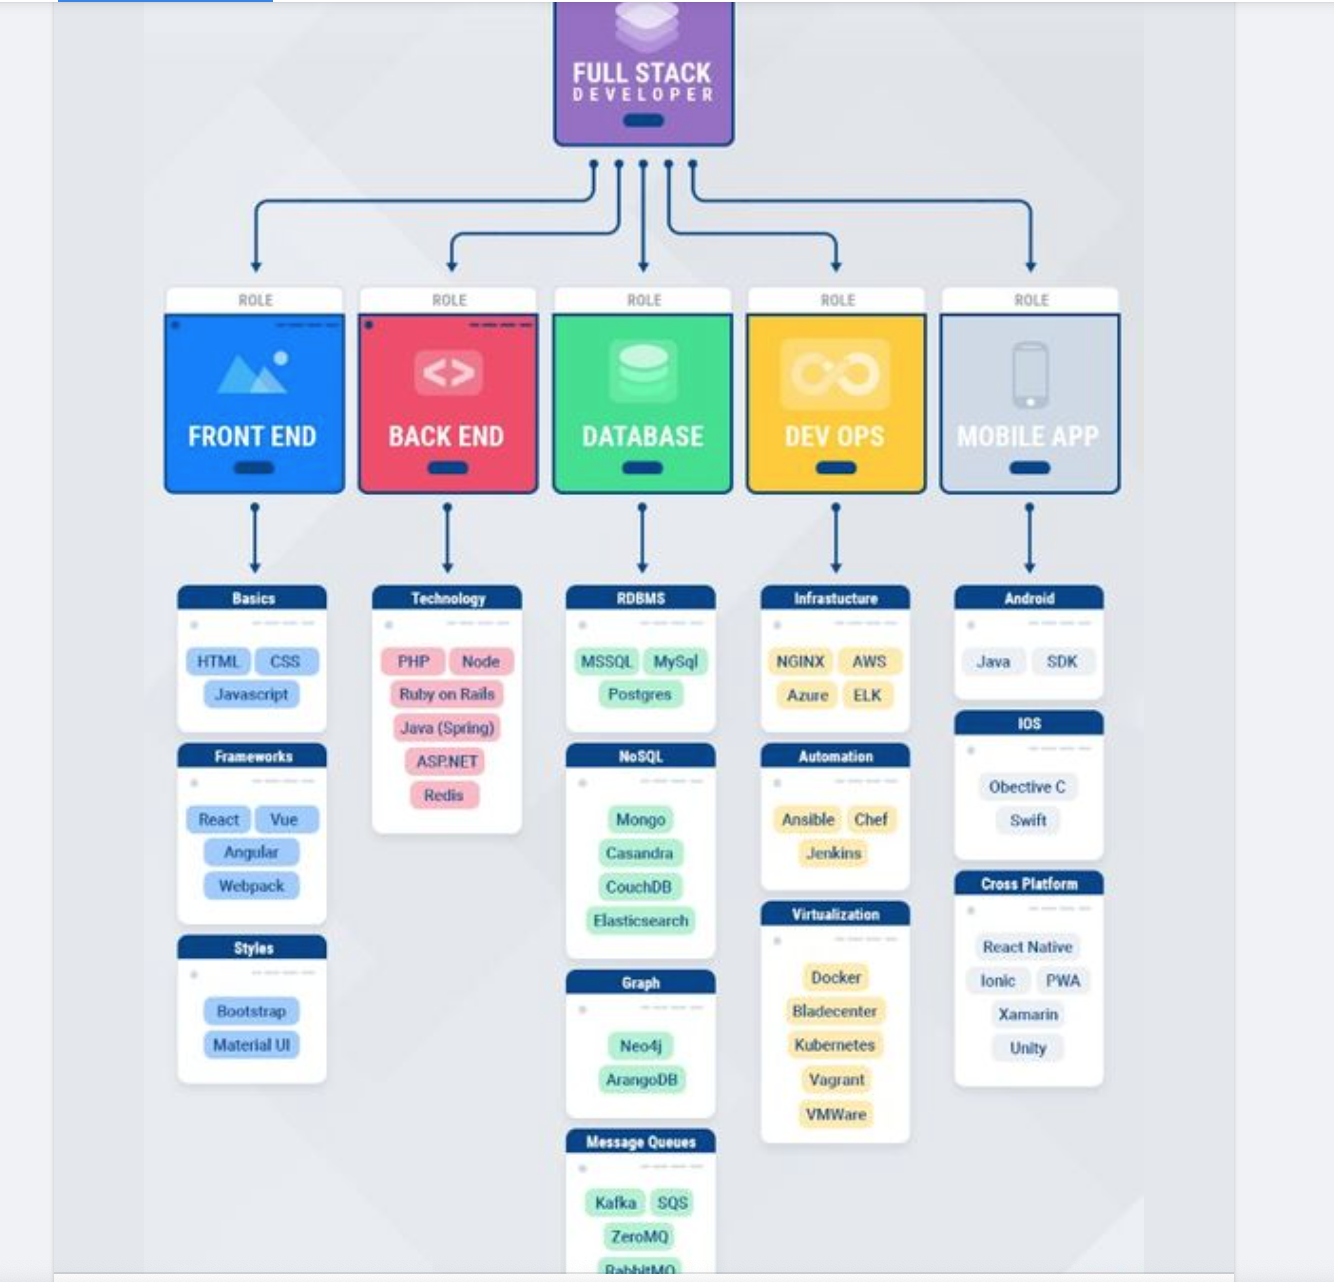 FULL STACK
DEVELOPER
ROLE
FRONT END
ROLE
BACK END
ROLE
DATABASE
ROLE
DEV OPS
ROLE
MOBILE APP
Basics
HTML CSS
Javascript
Frameworks
React Vue
Angular
Webpack
Styles
Bootstrap
Material UI
Technology
PHP Node
Ruby on Rails
Java (Spring)
ASP.NET
Redis
RDBMS
MSSQL MySql
Postgres
NoSQL
Mongo
Casandra
CouchDB
Elasticsearch
Graph
Neo4j
ArangoDB
Message Queues
Kafka SQS
ZeroMQ
RabbitMQ
Infrastucture
NGINX AWS
Azure ELK
Automation
Ansible Chef
Jenkins
Virtualization
Docker
Bladecenter
Kubernetes
Vagrant
VMWare
Android
Java SDK
IOS
Obective C
Swift
Cross Platform
React Native
Ionic PWA
Xamarin
Unity